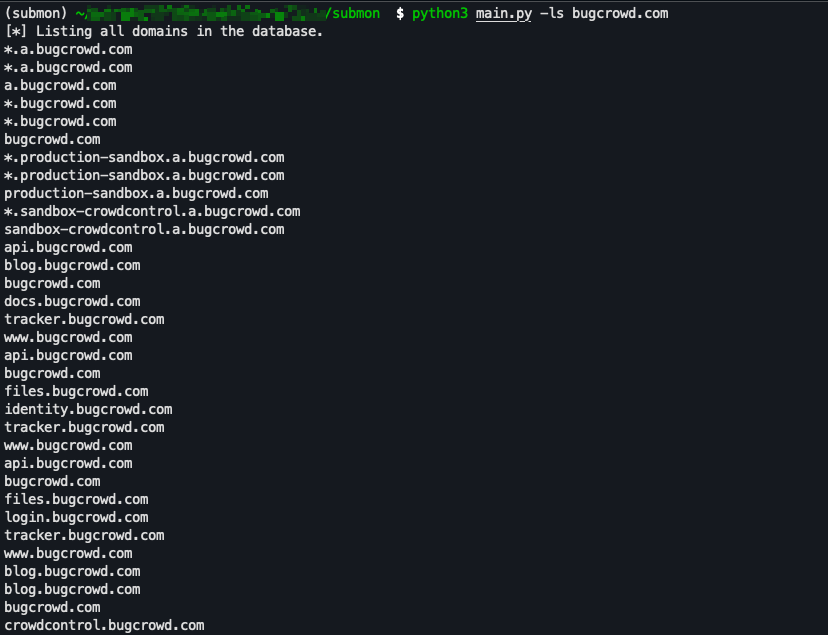 (submon) ~/ /submon $ python3 main.py -ls bugcrowd.com
[*] Listing all domains in the database.
*.a.bugcrowd.com
*.a.bugcrowd.com
a.bugcrowd.com
*.bugcrowd.com
*.bugcrowd.com
bugcrowd.com
*.production-sandbox.a.bugcrowd.com
*.production-sandbox.a.bugcrowd.com
production-sandbox.a.bugcrowd.com
*.sandbox-crowdcontrol.a.bugcrowd.com
sandbox-crowdcontrol.a.bugcrowd.com
api.bugcrowd.com
blog.bugcrowd.com
bugcrowd.com
docs.bugcrowd.com
tracker.bugcrowd.com
www.bugcrowd.com
api.bugcrowd.com
bugcrowd.com
files.bugcrowd.com
identity.bugcrowd.com
tracker.bugcrowd.com
www.bugcrowd.com
api.bugcrowd.com
bugcrowd.com
files.bugcrowd.com
login.bugcrowd.com
tracker.bugcrowd.com
www.bugcrowd.com
blog.bugcrowd.com
blog.bugcrowd.com
bugcrowd.com
crowdcontrol.bugcrowd.com